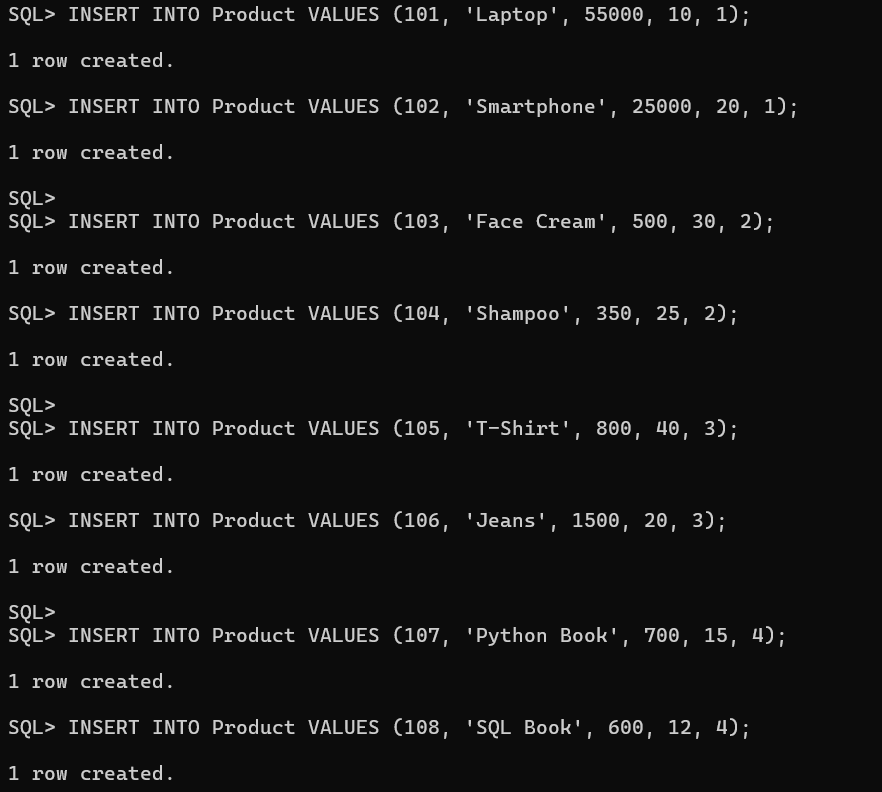 SQL> INSERT INTO Product VALUES (101, 'Laptop', 55000, 10, 1);
1 row created.
SQL> INSERT INTO Product VALUES (102, 'Smartphone', 25000, 20, 1);
1 row created.
SQL>
SQL> INSERT INTO Product VALUES (103, 'Face Cream', 500, 30, 2);
1 row created.
SQL> INSERT INTO Product VALUES (104, 'Shampoo', 350, 25, 2);
1 row created.
SQL>
SQL> INSERT INTO Product VALUES (105, 'T-Shirt', 800, 40, 3);
1 row created.
SQL> INSERT INTO Product VALUES (106, 'Jeans', 1500, 20, 3);
1 row created.
SQL>
SQL> INSERT INTO Product VALUES (107, 'Python Book', 700, 15, 4);
1 row created.
SQL> INSERT INTO Product VALUES (108, 'SQL Book', 600, 12, 4);
1 row created.